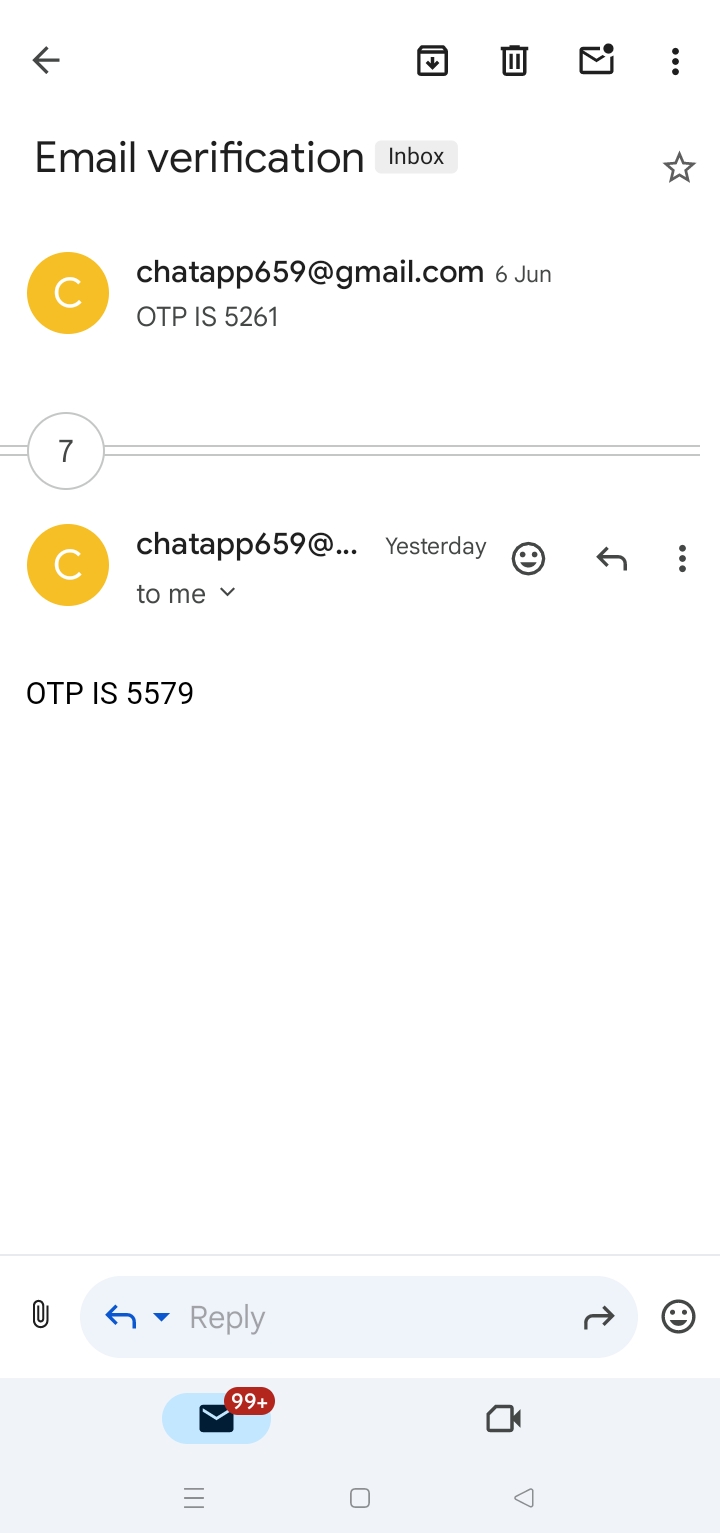 Email verification Inbox
C
chatapp659@gmail.com 6 Jun
OTP IS 5261
7
C
chatapp659@... Yesterday
to me
OTP IS 5579
Reply
99+